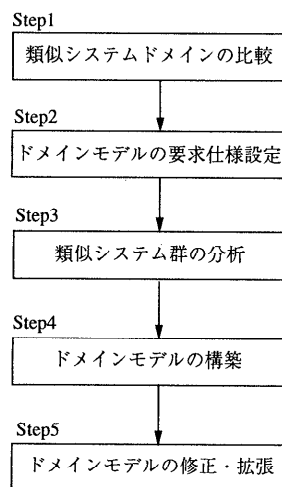 Step1
類似システムドメインの比較
Step2
ドメインモデルの要求仕様設定
Step3
類似システム群の分析
Step4
ドメインモデルの構築
Step5
ドメインモデルの修正・拡張